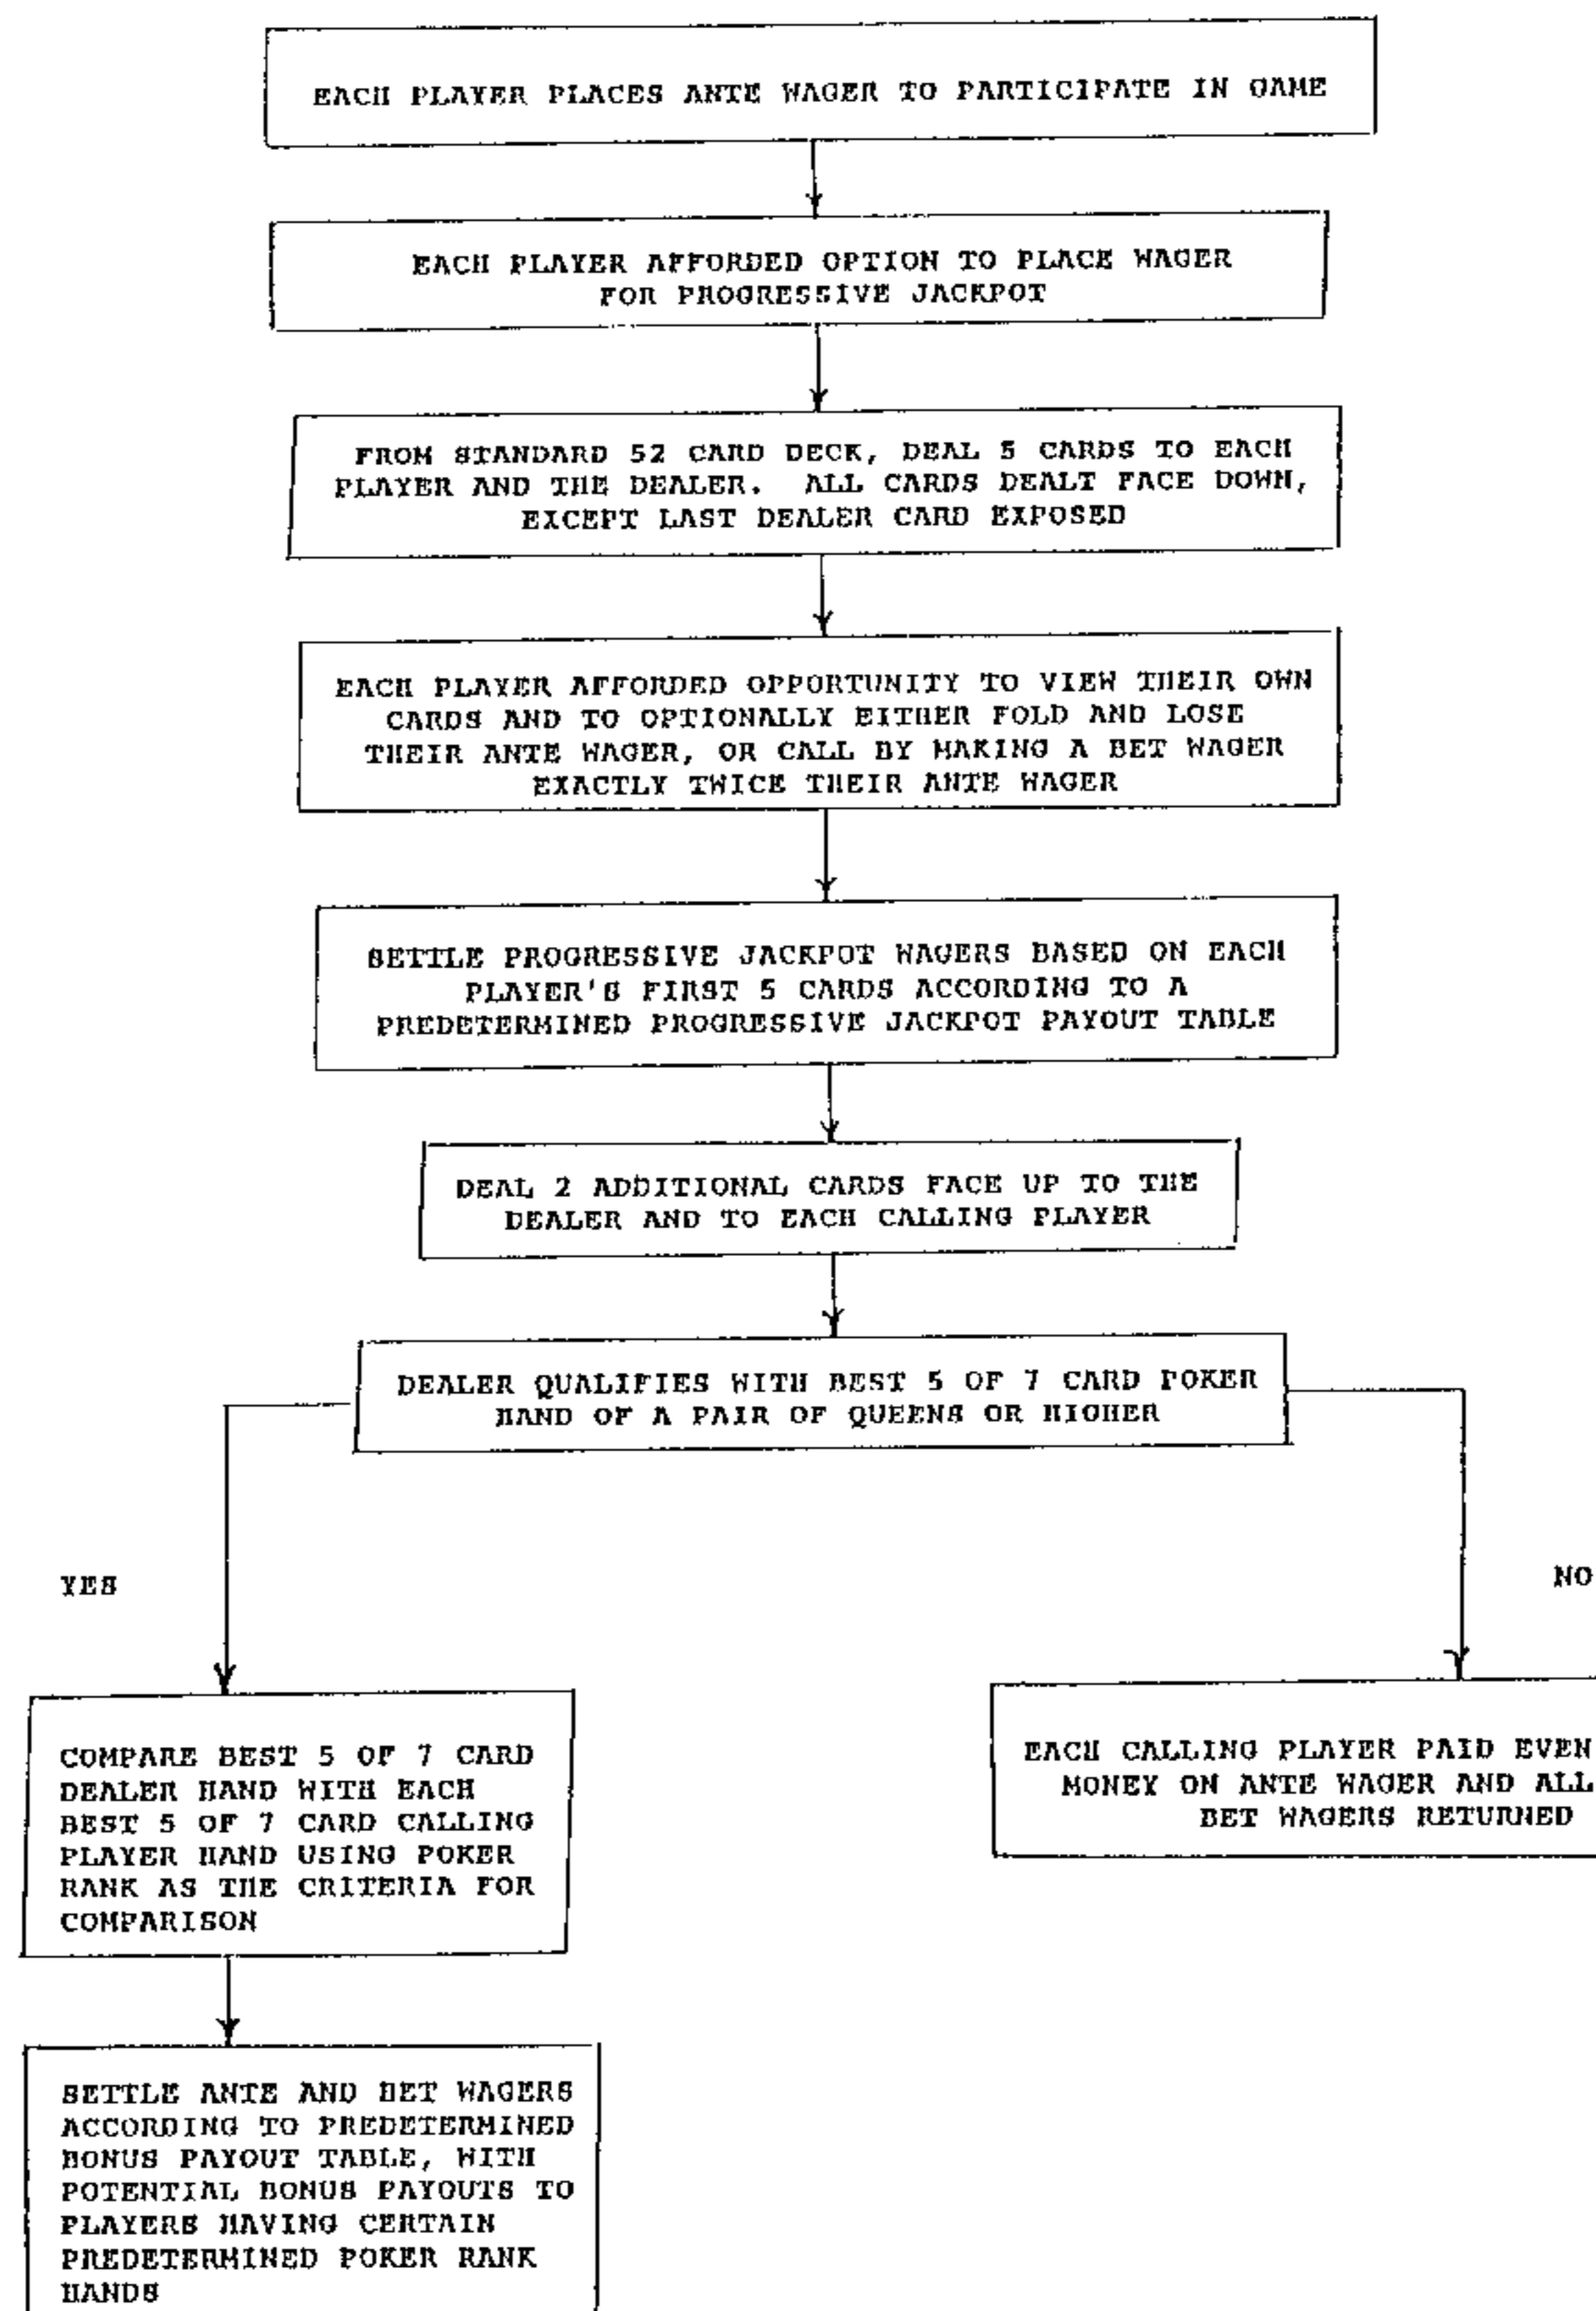 EACH PLAYER PLACES ANTE WAGER TO PARTICIPATE IN GAME
EACH PLAYER AFFORDED OPTION TO PLACE WAGER
FOR PROGRESSIVE JACKPOT
FROM STANDARD 52 CARD DECK, DEAL 5 CARDS TO EACH
PLAYER AND THE DEALER. ALL CARDS DEALT FACE DOWN,
EXCEPT LAST DEALER CARD EXPOSED
EACH PLAYER AFFORDED OPPORTUNITY TO VIEW THEIR OWN
CARDS AND TO OPTIONALLY EITHER FOLD AND LOSE
THEIR ANTE WAGER, OR CALL BY MAKING A BET WAGER
EXACTLY TWICE THEIR ANTE WAGER
SETTLE PROGRESSIVE JACKPOT WAGERS BASED ON EACH
PLAYER'S FIRST 5 CARDS ACCORDING TO A
PREDETERMINED PROGRESSIVE JACKPOT PAYOUT TABLE
DEAL 2 ADDITIONAL CARDS FACE UP TO THE
DEALER AND TO EACH CALLING PLAYER
DEALER QUALIFIES WITH BEST 5 OF 7 CARD POKER
HAND OF A PAIR OF QUEENS OR HIGHER
YES
NO
COMPARE BEST 5 OF 7 CARD
DEALER HAND WITH EACH
BEST 5 OF 7 CARD CALLING
PLAYER HAND USING POKER
RANK AS THE CRITERIA FOR
COMPARISON
EACH CALLING PLAYER PAID EVEN
MONEY ON ANTE WAGER AND ALL
BET WAGERS RETURNED
SETTLE ANTE AND BET WAGERS
ACCORDING TO PREDETERMINED
BONUS PAYOUT TABLE, WITH
POTENTIAL BONUS PAYOUTS TO
PLAYERS HAVING CERTAIN
PREDETERMINED POKER RANK
HANDS